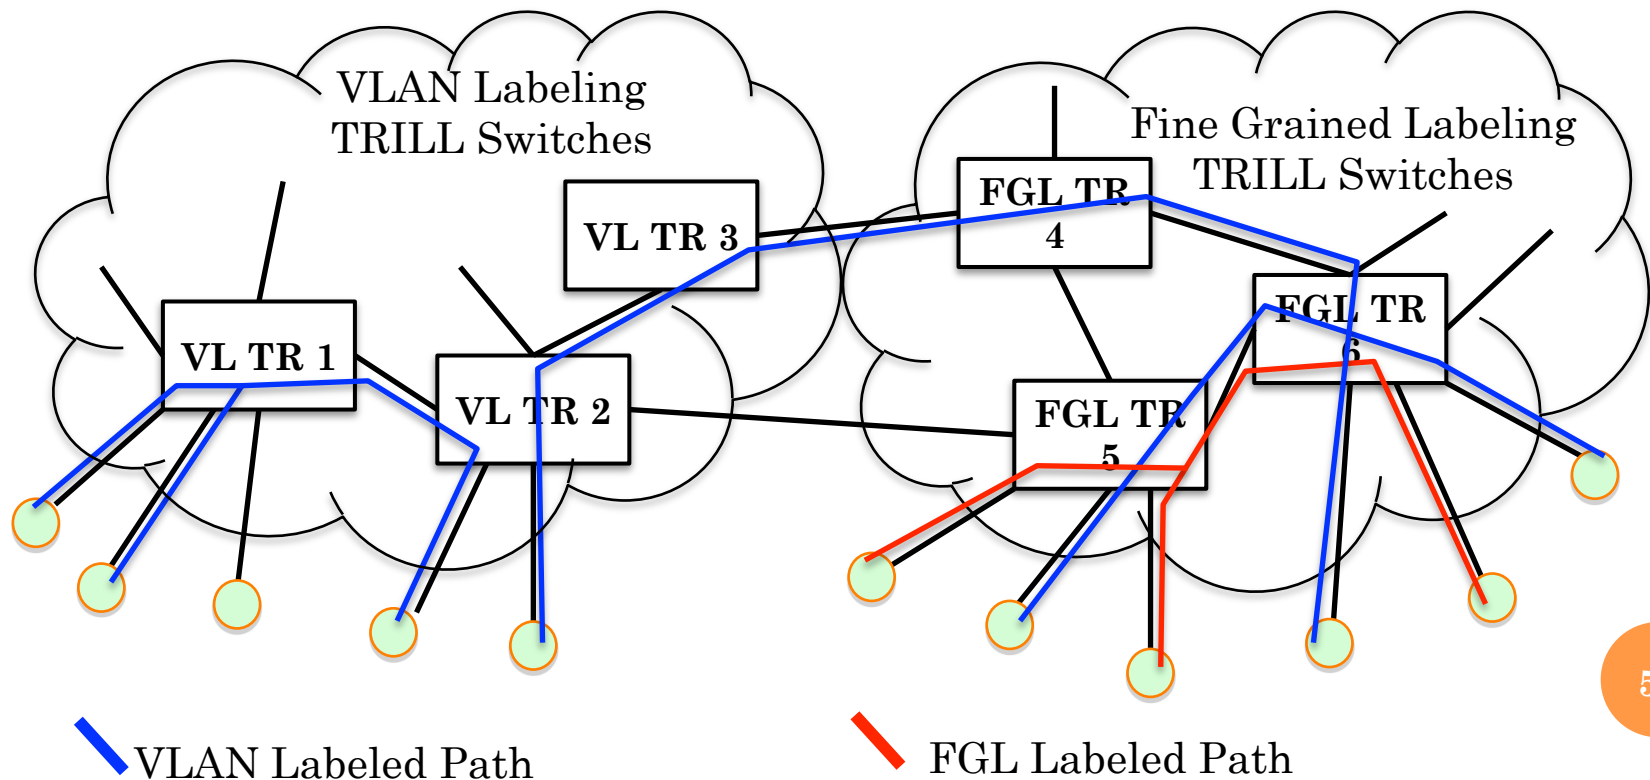 VLAN Labeling
TRILL Switches
Fine Grained Labeling
TRILL Switches
VL TR 1
VL TR 2
VL TR 3
FGL TR
4
FGL TR
5
FGL TR
6
VLAN Labeled Path
FGL Labeled Path
5